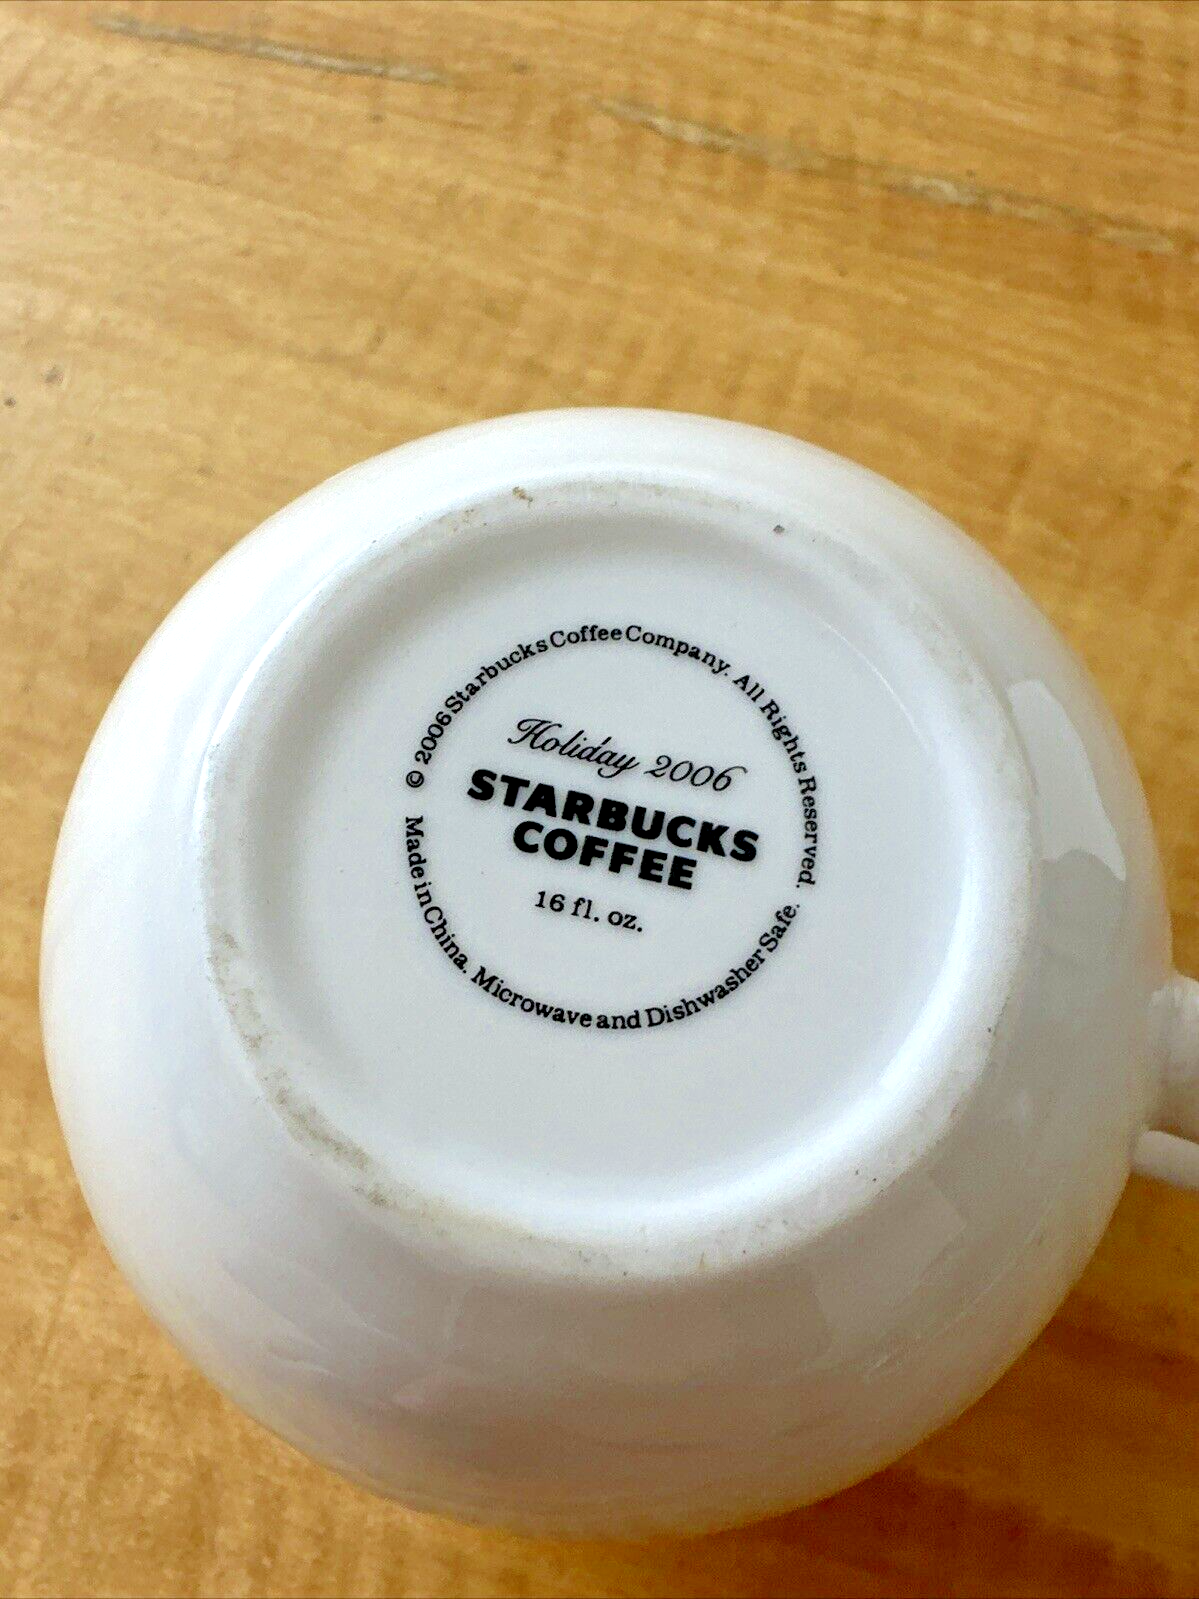 © 2006 Starbucks Coffee Company. All Rights Reserved.
Holiday 2006
STARBUCKS
COFFEE
16 fl. oz.
Made in China. Microwave and Dishwasher Safe.